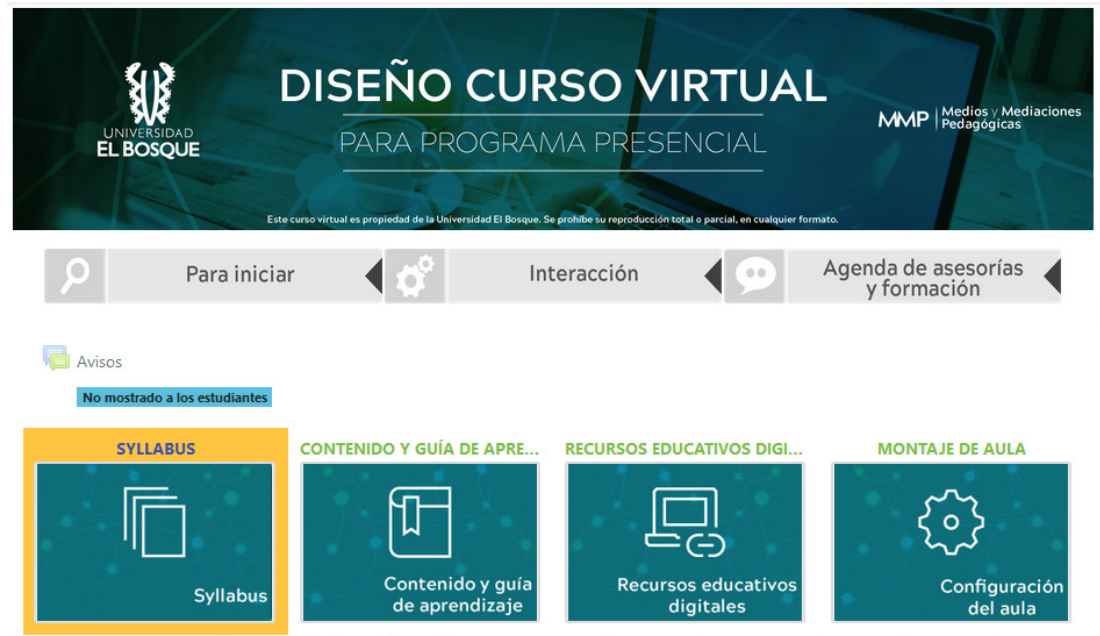 UNIVERSIDAD
EL BOSQUE
DISEÑO CURSO VIRTUAL
PARA PROGRAMA PRESENCIAL
MMP
Medios y Mediaciones
Pedagógicas
Este curso virtual es propiedad de la Universidad El Bosque. Se prohíbe su reproducción total o parcial, en cualquier formato.
Para iniciar
Interacción
Agenda de asesorías
y formación
Avisos
No mostrado a los estudiantes
SYLLABUS
CONTENIDO Y GUÍA DE APRE...
RECURSOS EDUCATIVOS DIGI...
MONTAJE DE AULA
Syllabus
Contenido y guía
de aprendizaje
Recursos educativos
digitales
Configuración
del aula